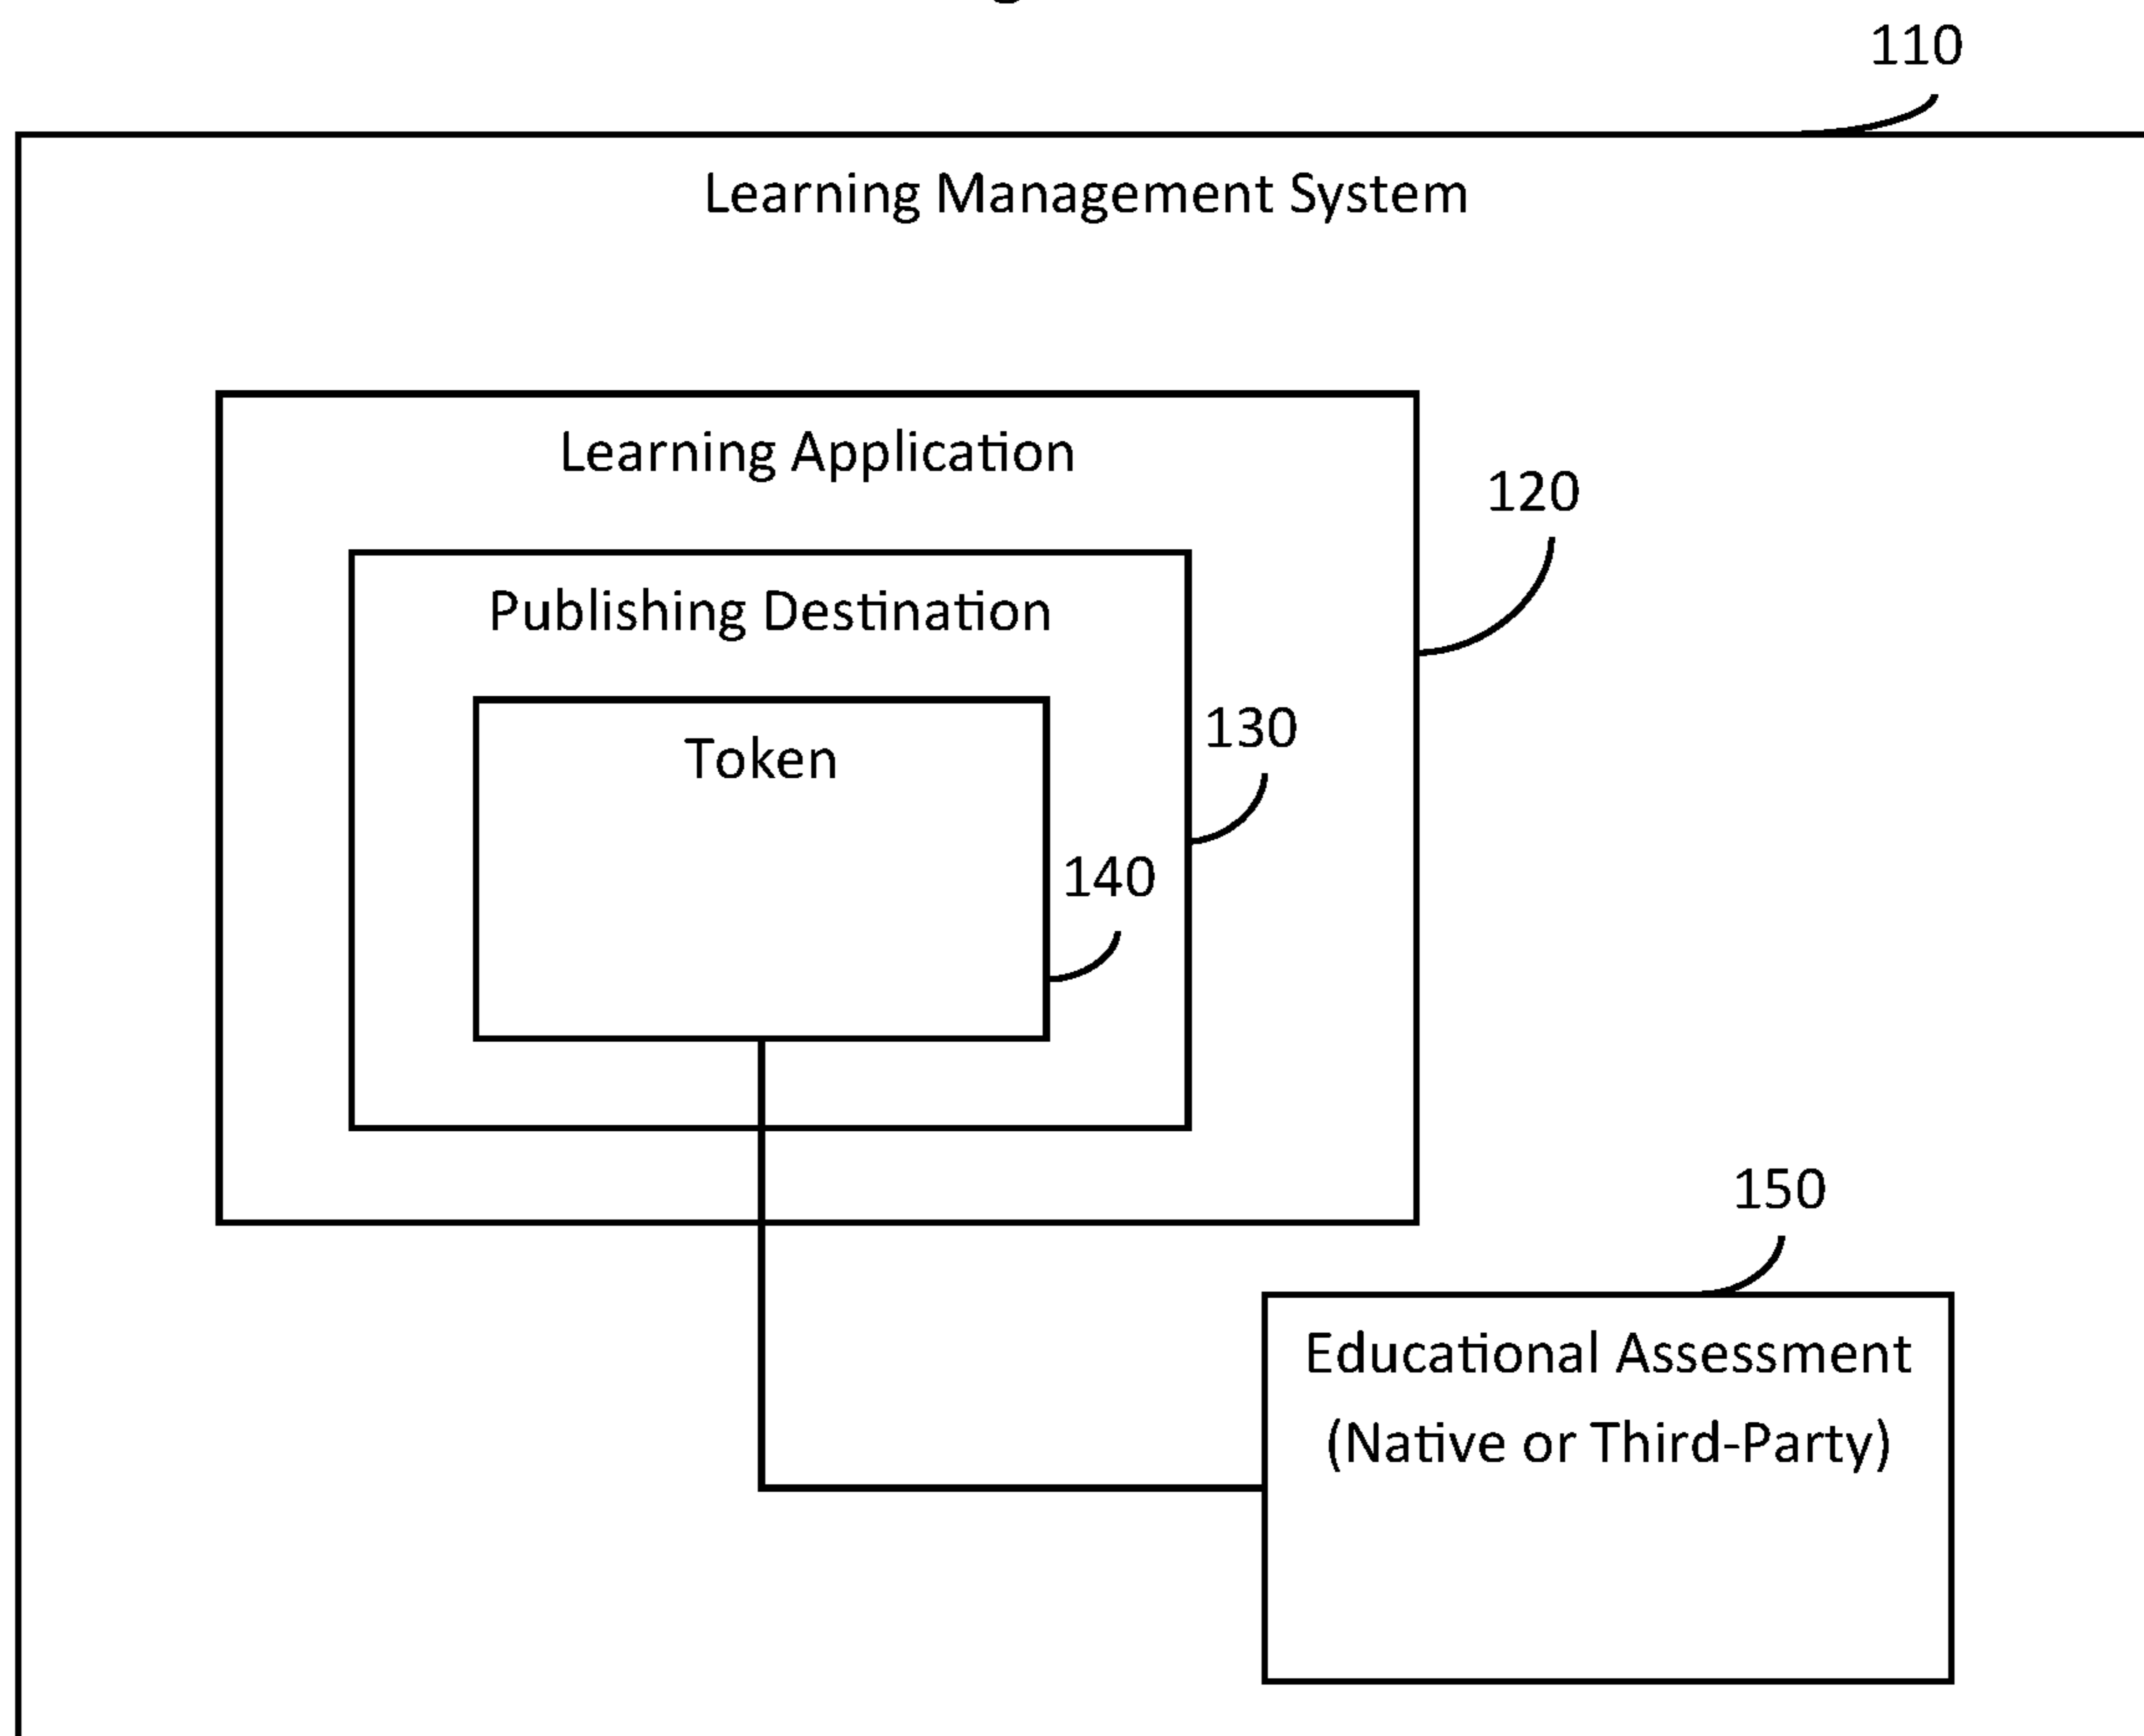 110
Learning Management System
Learning Application
120
Publishing Destination
130
Token
140
150
Educational Assessment
(Native or Third-Party)